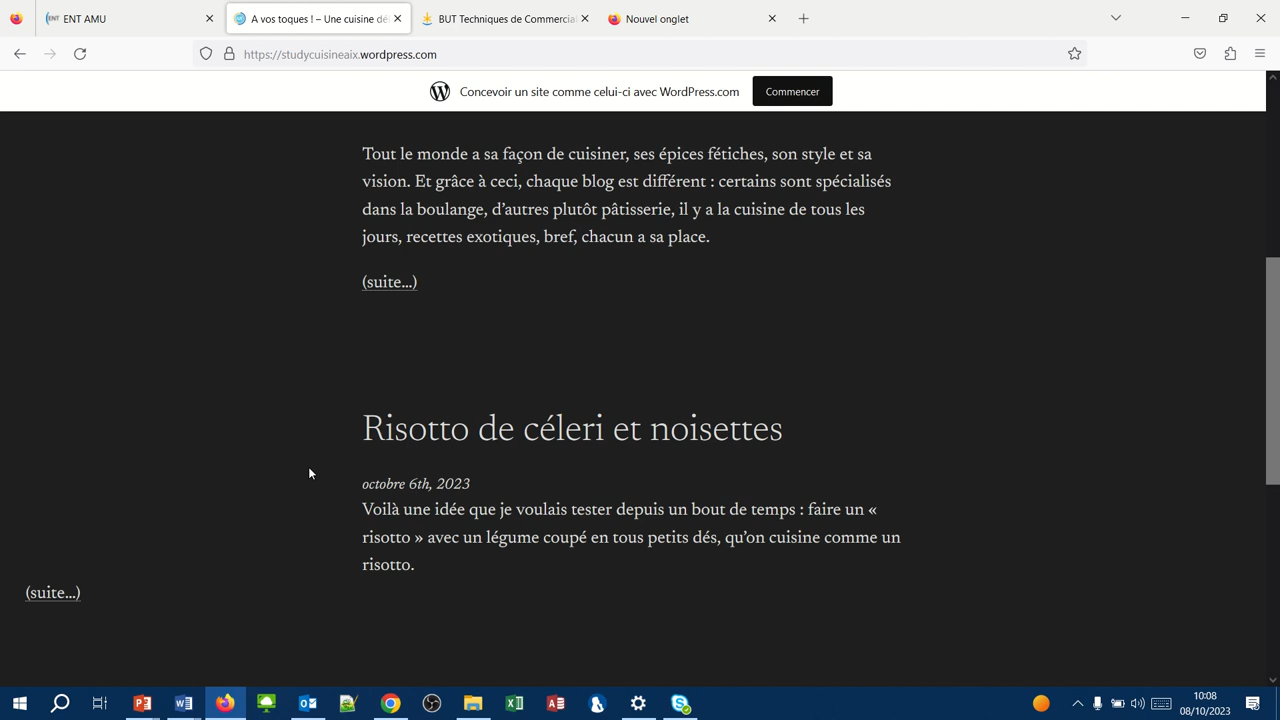 ENT AMU
A vos toques ! – Une cuisine dé
BUT Techniques de Commercia
Nouvel onglet
https://studycuisineaix.wordpress.com
Concevoir un site comme celui-ci avec WordPress.com
Commencer
Tout le monde a sa façon de cuisiner, ses épices fétiches, son style et sa
vision. Et grâce à ceci, chaque blog est différent : certains sont spécialisés
dans la boulange, d’autres plutôt pâtisserie, il y a la cuisine de tous les
jours, recettes exotiques, bref, chacun a sa place.
(suite…)
Risotto de céleri et noisettes
octobre 6th, 2023
Voilà une idée que je voulais tester depuis un bout de temps : faire un «
risotto » avec un légume coupé en tous petits dés, qu’on cuisine comme un
risotto.
(suite…)
10:08
08/10/2023